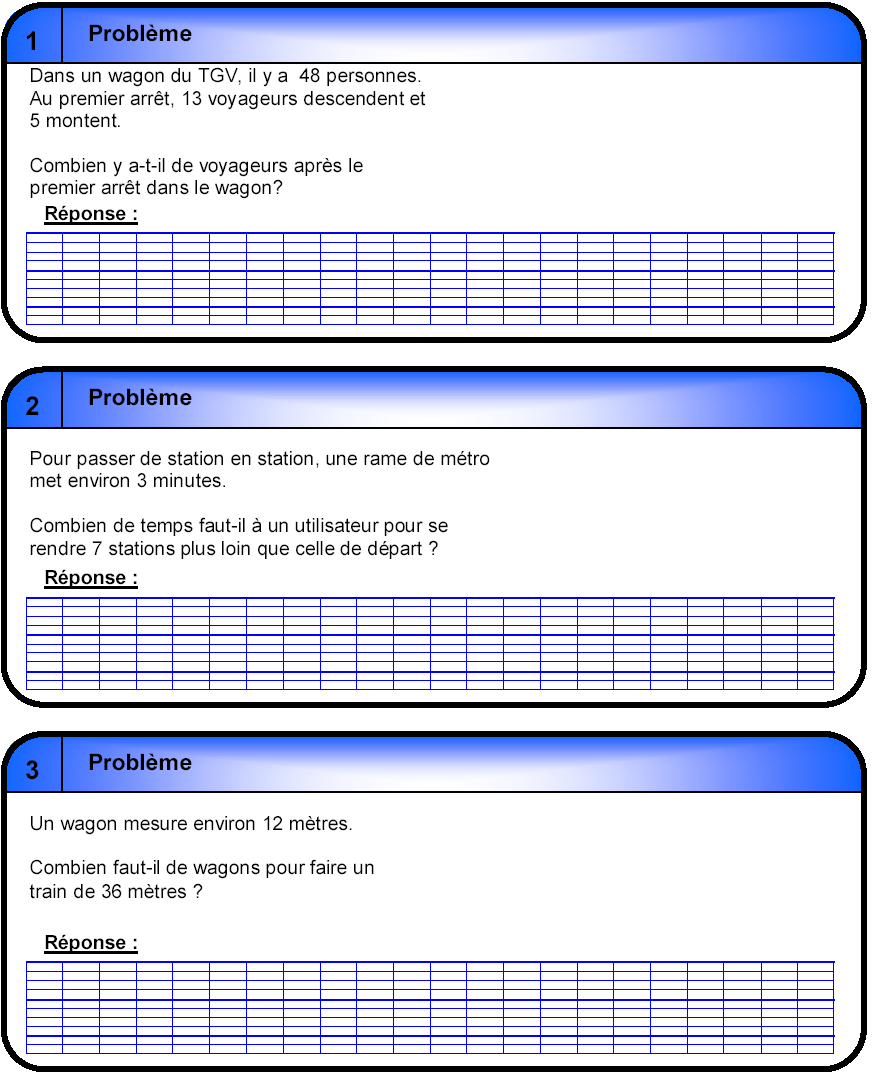 1 Problème
Dans un wagon du TGV, il y a 48 personnes.
Au premier arrêt, 13 voyageurs descendent et
5 montent.
Combien y a-t-il de voyageurs après le
premier arrêt dans le wagon?
Réponse :
2 Problème
Pour passer de station en station, une rame de métro
met environ 3 minutes.
Combien de temps faut-il à un utilisateur pour se
rendre 7 stations plus loin que celle de départ ?
Réponse :
3 Problème
Un wagon mesure environ 12 mètres.
Combien faut-il de wagons pour faire un
train de 36 mètres ?
Réponse :